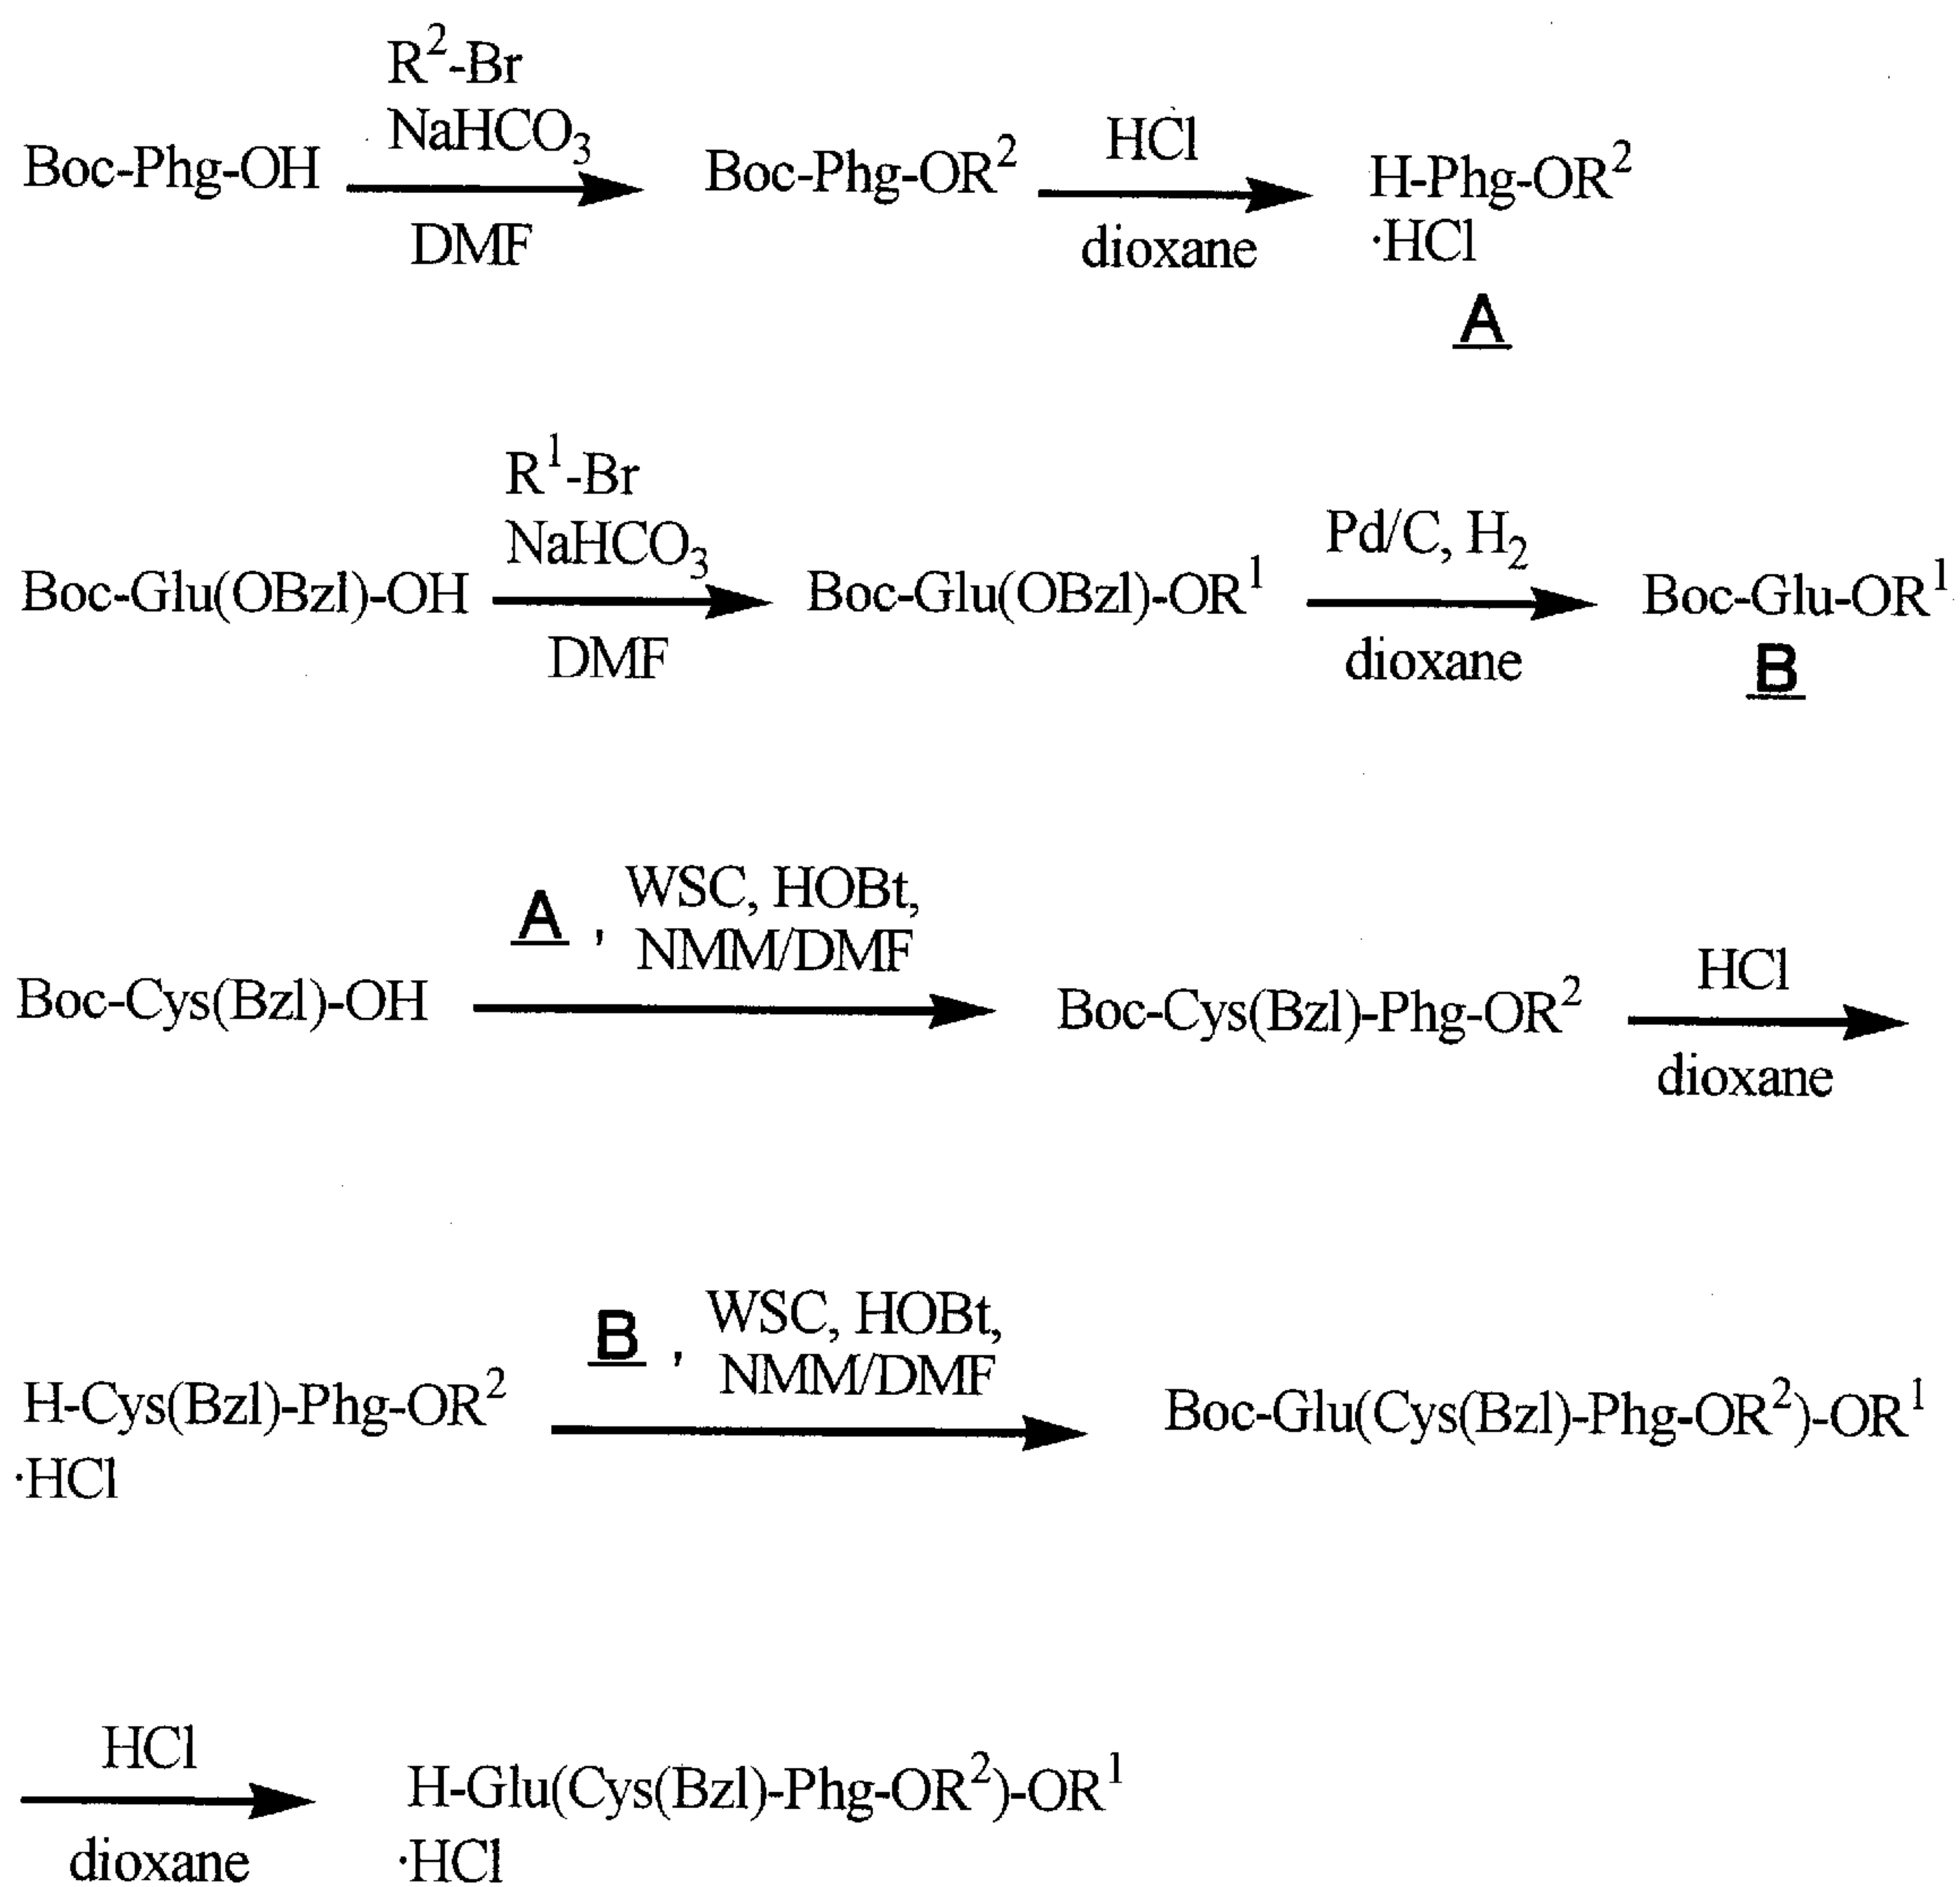 R²-Br
NaHCO₃
Boc-Phg-OH
DMF
Boc-Phg-OR²
HCl
dioxane
H-Phg-OR²
·HCl
A
R¹-Br
NaHCO₃
Boc-Glu(OBzl)-OH
DMF
Boc-Glu(OBzl)-OR¹
Pd/C, H₂
dioxane
Boc-Glu-OR¹
B
A , WSC, HOBt,
NMM/DMF
Boc-Cys(Bzl)-OH
Boc-Cys(Bzl)-Phg-OR²
HCl
dioxane
B , WSC, HOBt,
NMM/DMF
H-Cys(Bzl)-Phg-OR²
·HCl
Boc-Glu(Cys(Bzl)-Phg-OR²)-OR¹
HCl
dioxane
H-Glu(Cys(Bzl)-Phg-OR²)-OR¹
·HCl